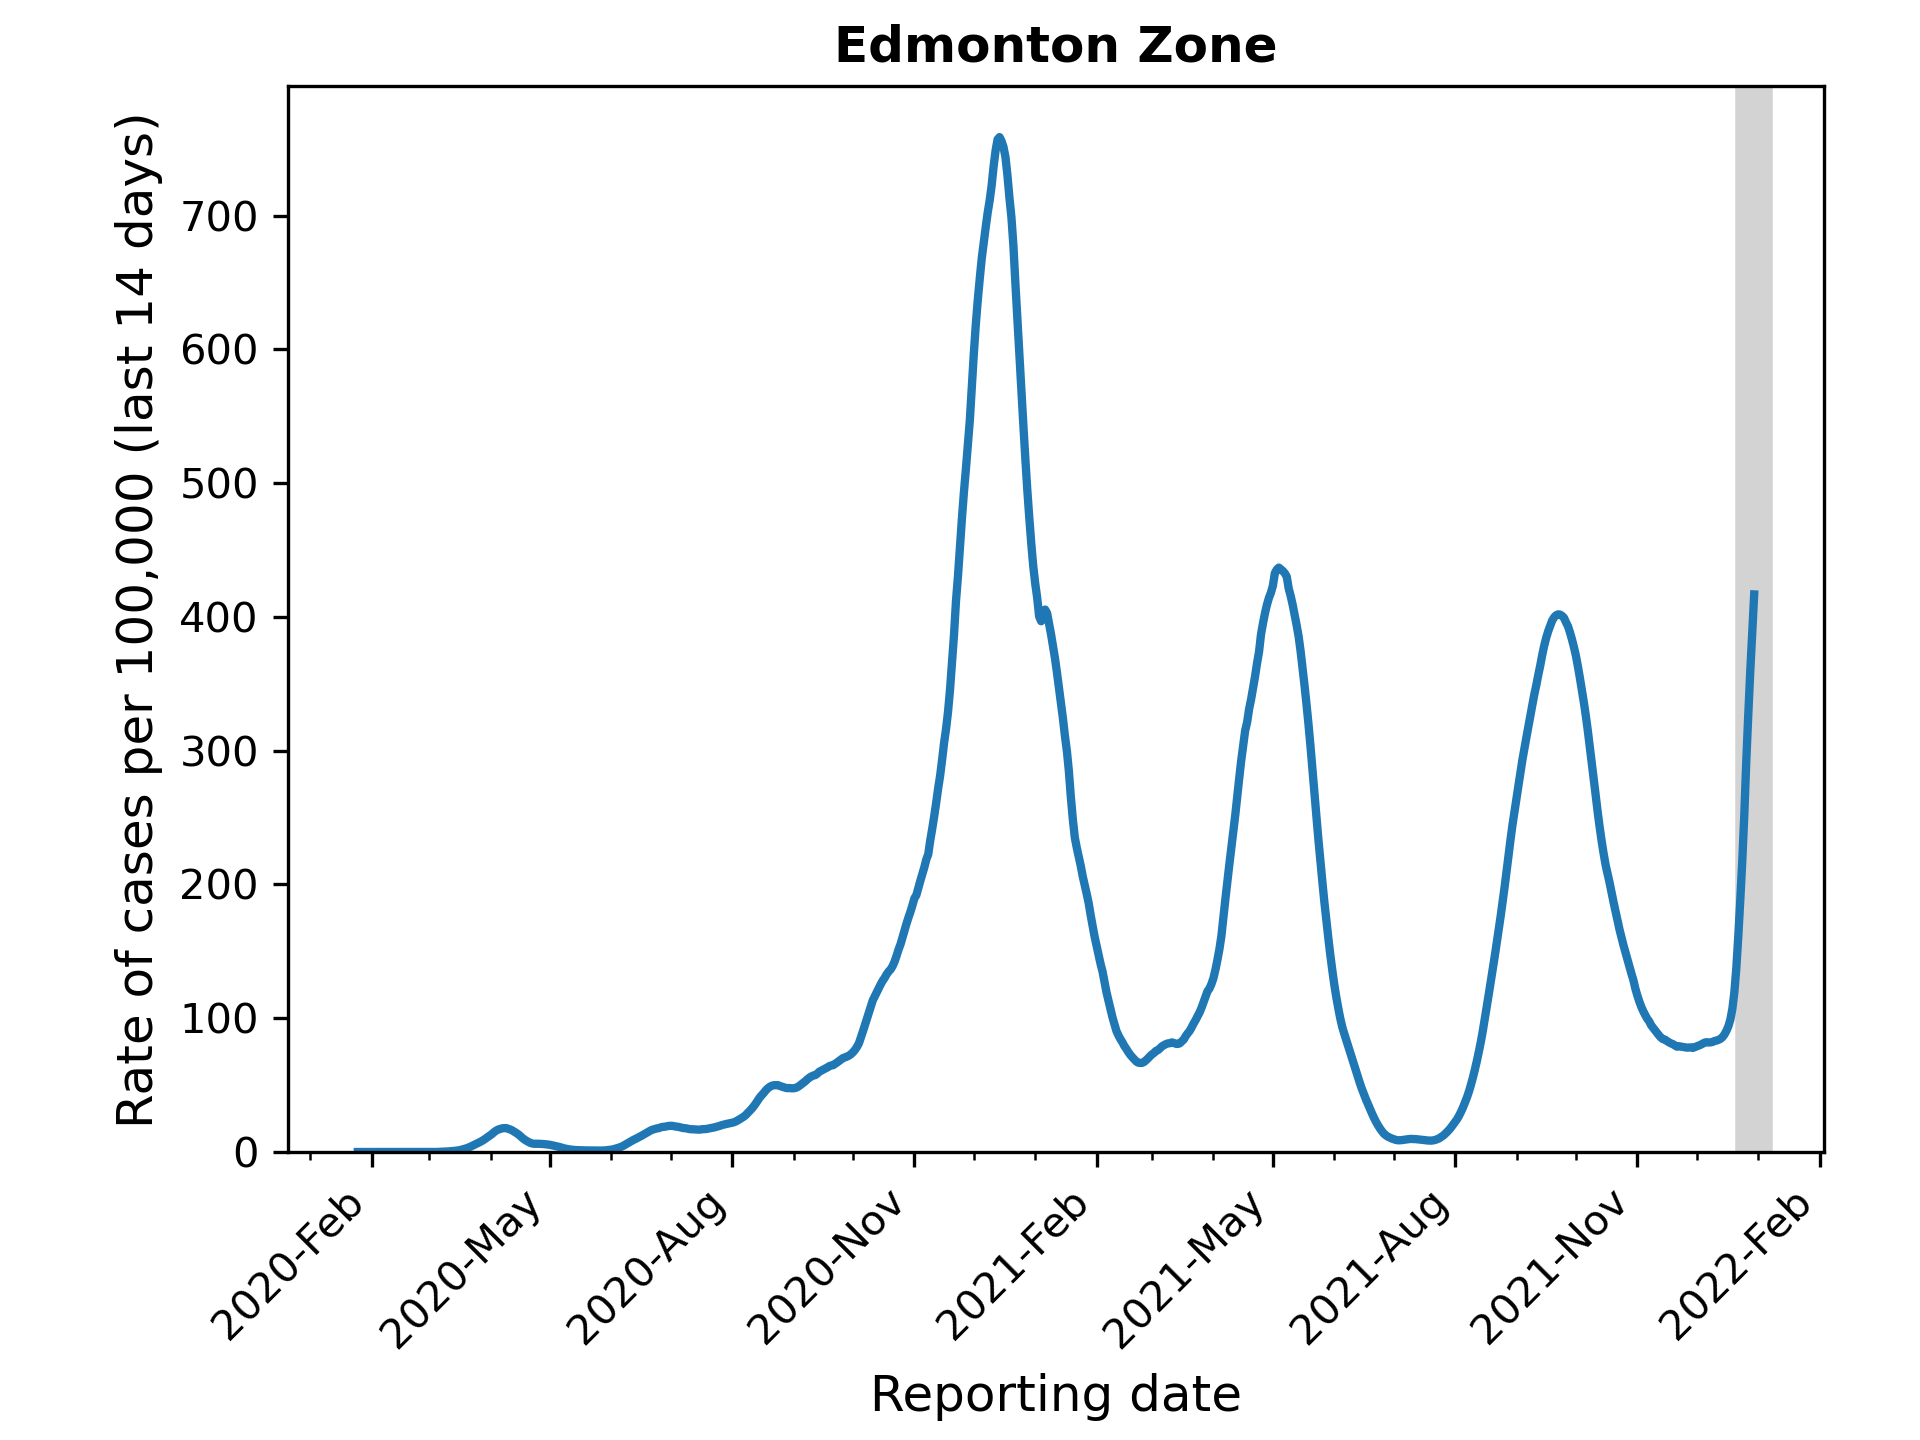 Edmonton Zone
Rate of cases per 100,000 (last 14 days)
700
600
500
400
300
200
100
0
2020-Feb
2020-May
2020-Aug
2020-Nov
2021-Feb
2021-May
2021-Aug
2021-Nov
2022-Feb
Reporting date